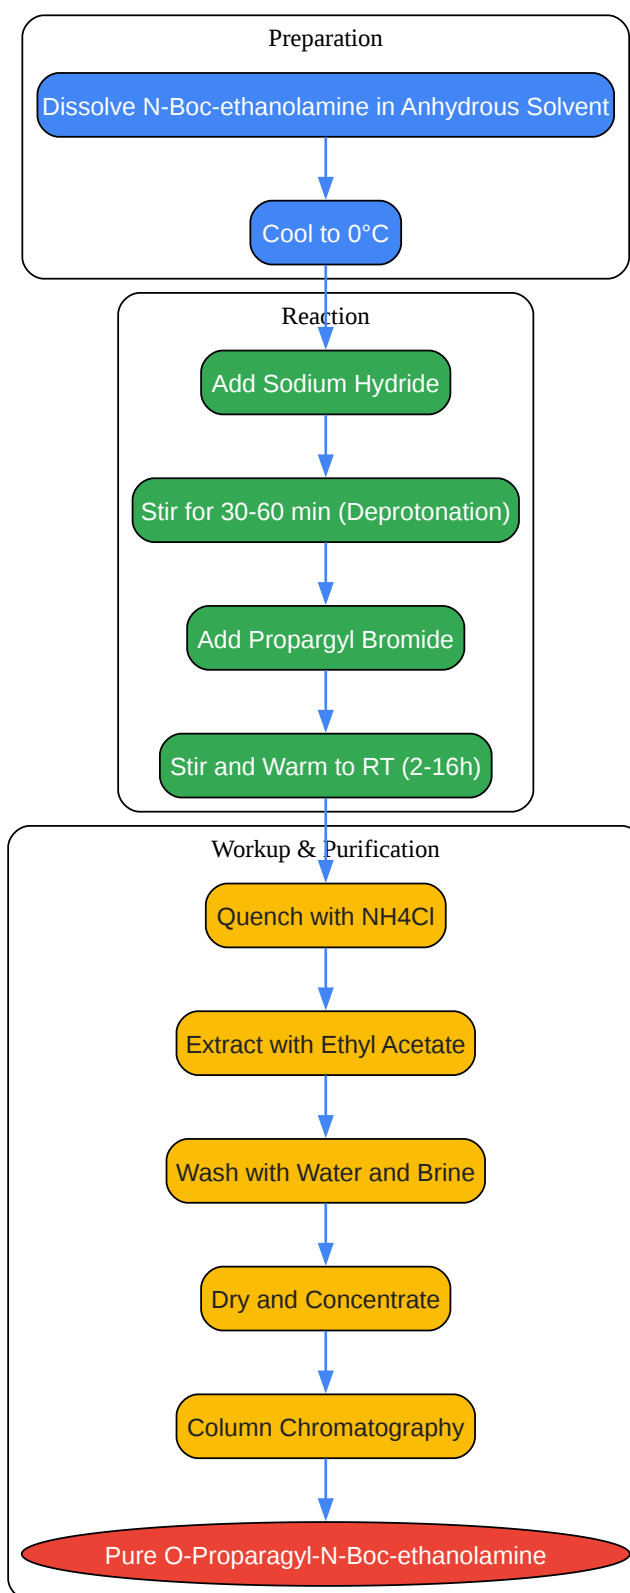 Preparation
Dissolve N-Boc-ethanolamine in Anhydrous Solvent
Cool to 0°C
Reaction
Add Sodium Hydride
Stir for 30-60 min (Deprotonation)
Add Propargyl Bromide
Stir and Warm to RT (2-16h)
Workup & Purification
Quench with NH4Cl
Extract with Ethyl Acetate
Wash with Water and Brine
Dry and Concentrate
Column Chromatography
Pure O-Proparagyl-N-Boc-ethanolamine